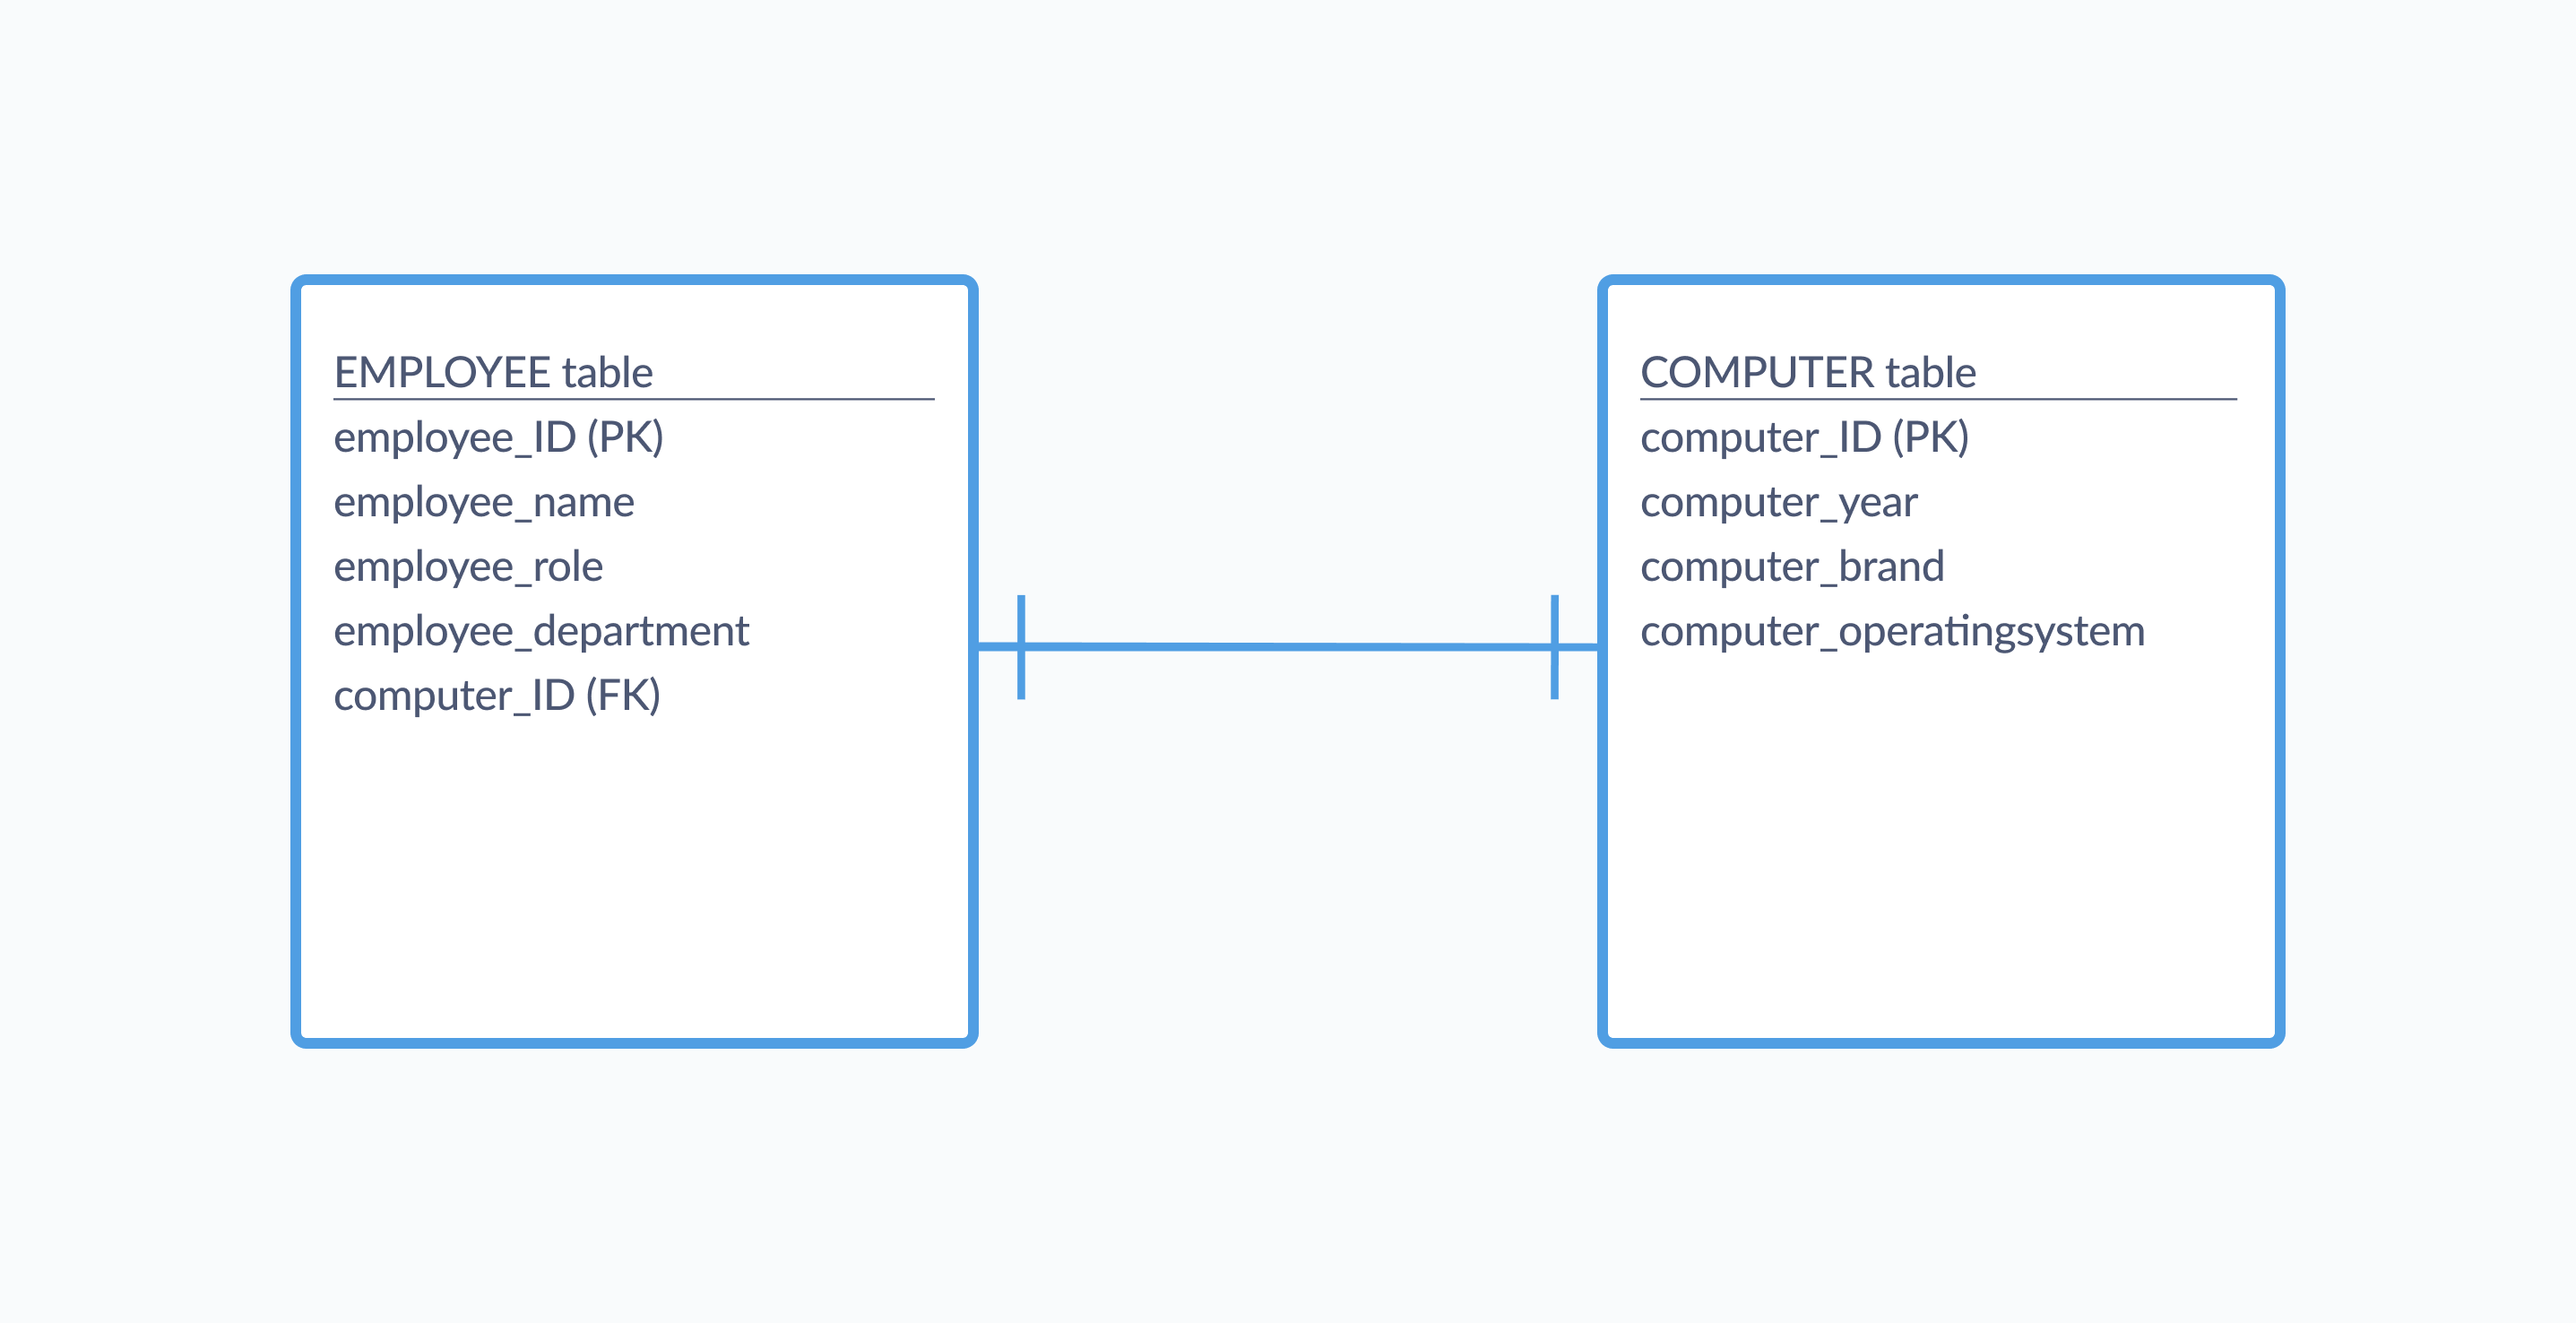 EMPLOYEE table
employee_ID (PK)
employee_name
employee_role
employee_department
computer_ID (FK)
COMPUTER table
computer_ID (PK)
computer_year
computer_brand
computer_operatingsystem